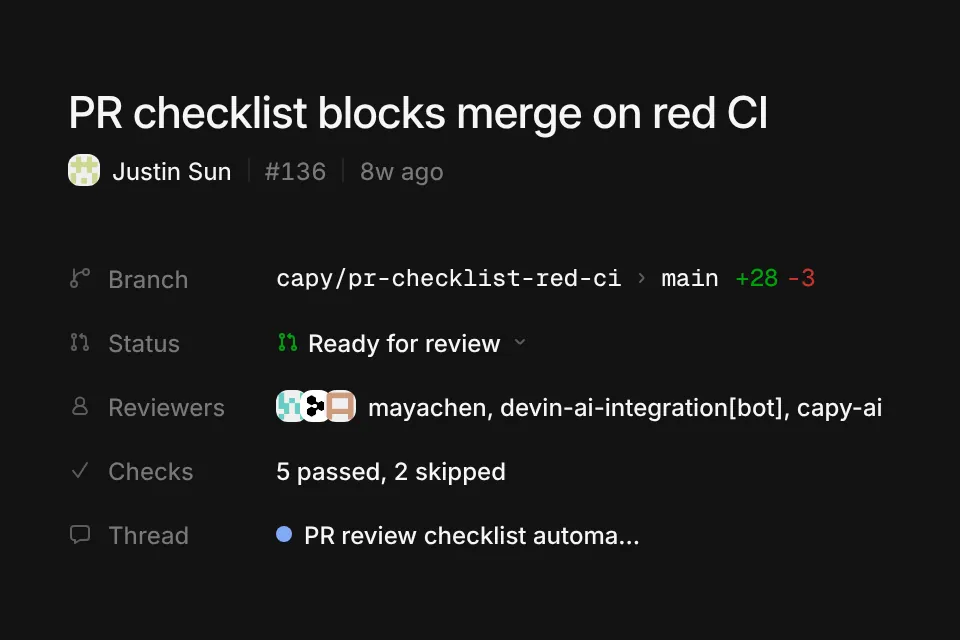 PR checklist blocks merge on red CI
Justin Sun #136 8w ago
Branch capy/pr-checklist-red-ci › main +28 -3
Status Ready for review
Reviewers mayachen, devin-ai-integration[bot], capy-ai
Checks 5 passed, 2 skipped
Thread PR review checklist automa...